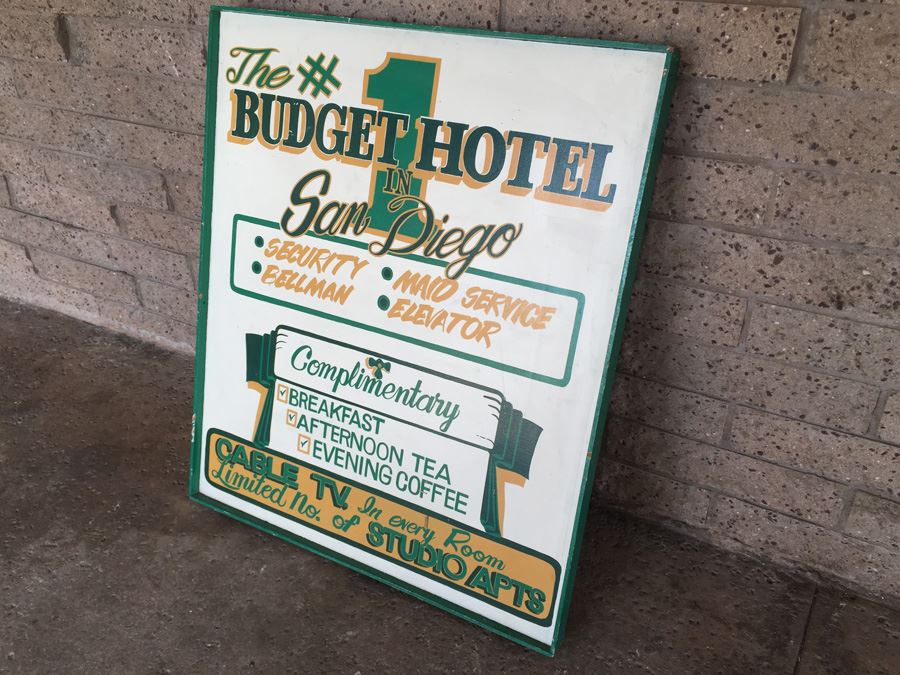 The #1
BUDGET HOTEL
IN
San Diego
• SECURITY
• BELLMAN
• MAID SERVICE
• ELEVATOR
Complimentary
BREAKFAST
AFTERNOON TEA
EVENING COFFEE
CABLE TV. In every Room
Limited No. of STUDIO APTS